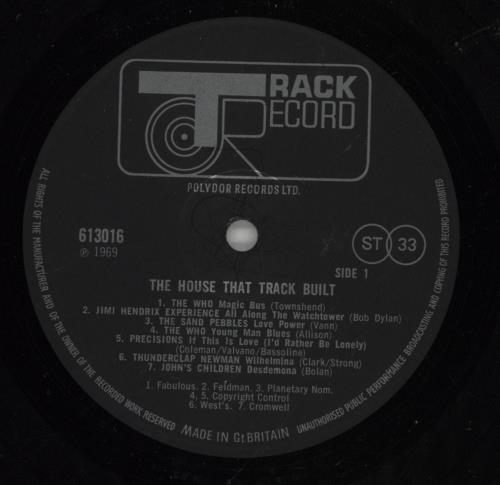 TRACK
RECORD
POLYDOR RECORDS LTD.
613016
℗ 1969
ST 33
SIDE 1
THE HOUSE THAT TRACK BUILT
1. THE WHO Magic Bus (Townshend)
2. JIMI HENDRIX EXPERIENCE All Along The Watchtower (Bob Dylan)
3. THE SAND PEBBLES Love Power (Vann)
4. THE WHO Young Man Blues (Allison)
5. PRECISIONS If This Is Love (I'd Rather Be Lonely)
(Coleman/Valvano/Bassoline)
6. THUNDERCLAP NEWMAN Wilhelmina (Clark/Strong)
7. JOHN'S CHILDREN Desdemona (Bolan)
1. Fabulous. 2. Feldman. 3. Planetary Nom.
4, 5. Copyright Control
6. West's. 7. Cromwell
ALL RIGHTS OF THE MANUFACTURER AND OF THE OWNER OF THE RECORDED WORK RESERVED
MADE IN Gt.BRITAIN
UNAUTHORISED PUBLIC PERFORMANCE BROADCASTING AND COPYING OF THIS RECORD PROHIBITED